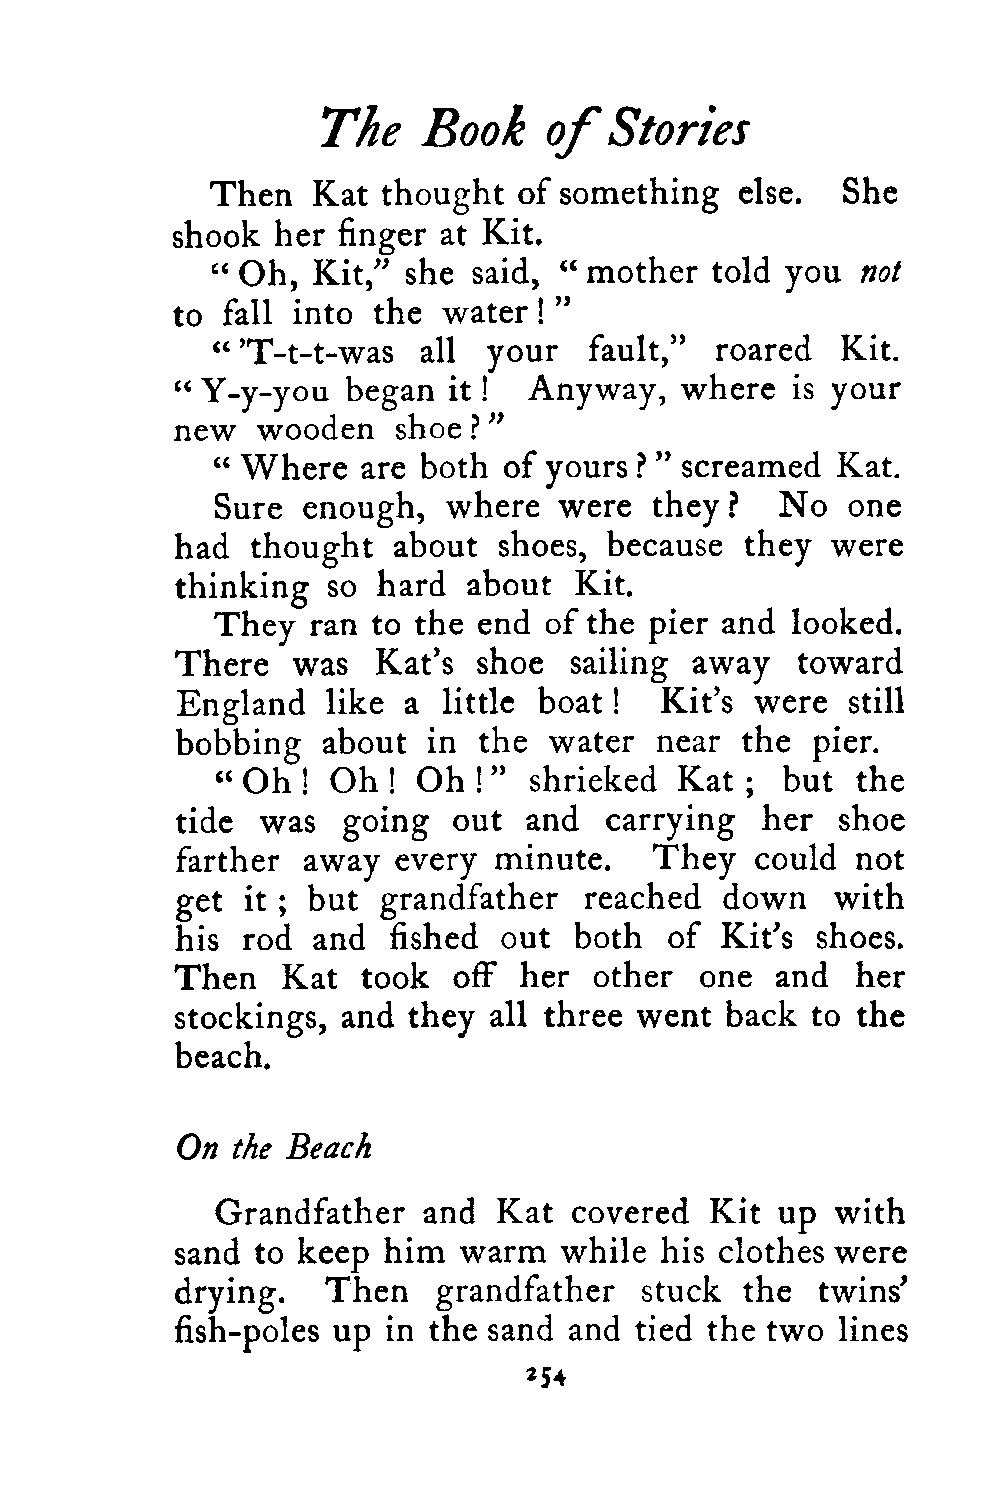 The Book of Stories
Then Kat thought of something else. She
shook her finger at Kit.
“Oh, Kit,” she said, “mother told you not
to fall into the water!”
“’T-t-t-was all your fault,” roared Kit.
“Y-y-you began it! Anyway, where is your
new wooden shoe?”
“Where are both of yours?” screamed Kat.
Sure enough, where were they? No one
had thought about shoes, because they were
thinking so hard about Kit.
They ran to the end of the pier and looked.
There was Kat’s shoe sailing away toward
England like a little boat! Kit’s were still
bobbing about in the water near the pier.
“Oh! Oh! Oh!” shrieked Kat; but the
tide was going out and carrying her shoe
farther away every minute. They could not
get it; but grandfather reached down with
his rod and fished out both of Kit’s shoes.
Then Kat took off her other one and her
stockings, and they all three went back to the
beach.
On the Beach
Grandfather and Kat covered Kit up with
sand to keep him warm while his clothes were
drying. Then grandfather stuck the twins’
fish-poles up in the sand and tied the two lines
254